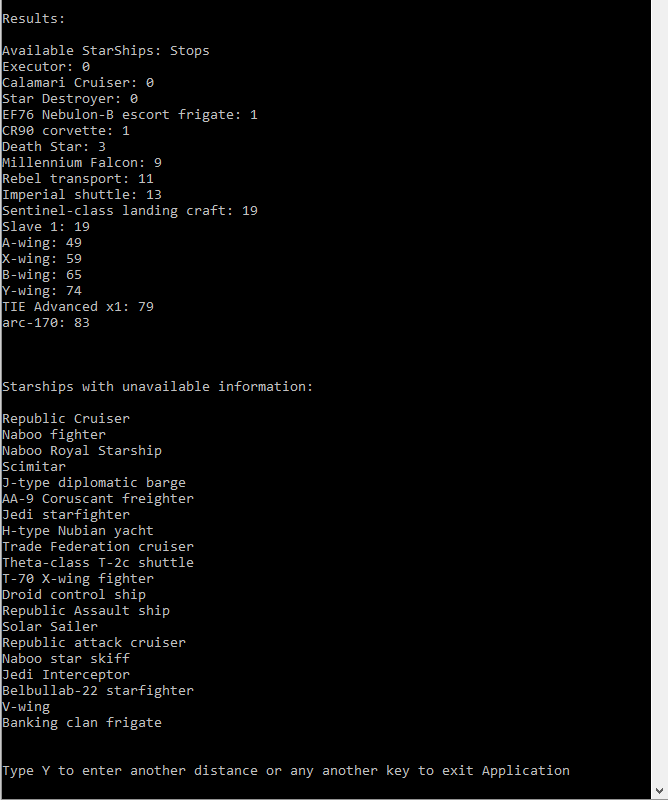 Results:
Available StarShips: Stops
Executor: 0
Calamari Cruiser: 0
Star Destroyer: 0
EF76 Nebulon-B escort frigate: 1
CR90 corvette: 1
Death Star: 3
Millennium Falcon: 9
Rebel transport: 11
Imperial shuttle: 13
Sentinel-class landing craft: 19
Slave 1: 19
A-wing: 49
X-wing: 59
B-wing: 65
Y-wing: 74
TIE Advanced x1: 79
arc-170: 83
Starships with unavailable information:
Republic Cruiser
Naboo fighter
Naboo Royal Starship
Scimitar
J-type diplomatic barge
AA-9 Coruscant freighter
Jedi starfighter
H-type Nubian yacht
Trade Federation cruiser
Theta-class T-2c shuttle
T-70 X-wing fighter
Droid control ship
Republic Assault ship
Solar Sailer
Republic attack cruiser
Naboo star skiff
Jedi Interceptor
Belbullab-22 starfighter
V-wing
Banking clan frigate
Type Y to enter another distance or any another key to exit Application